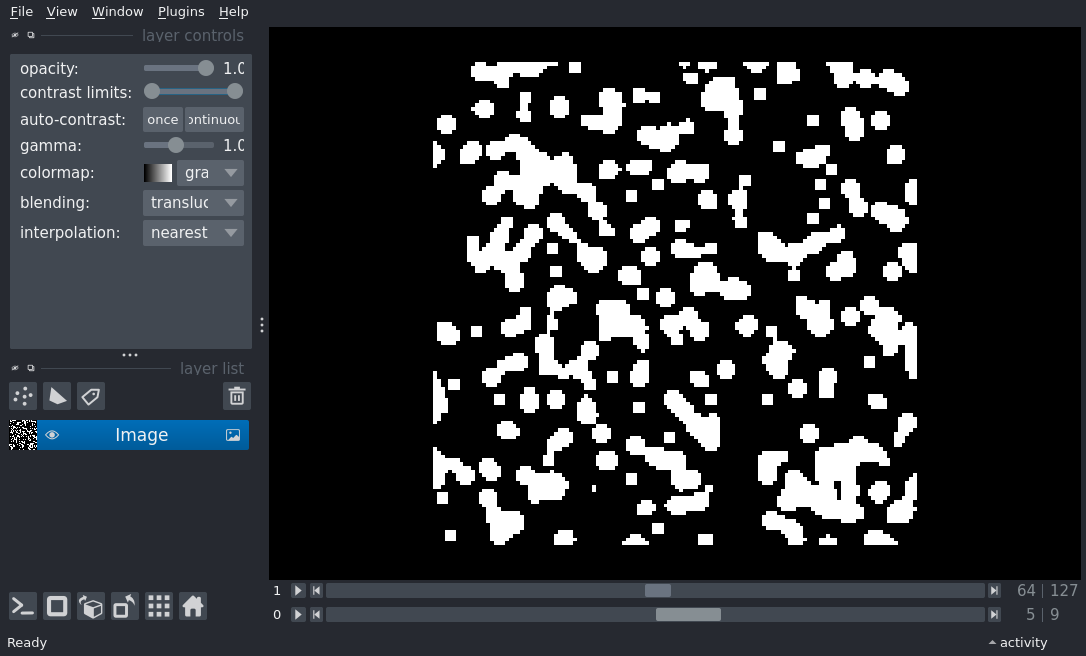 File View Window Plugins Help
layer controls
opacity: 1.0
contrast limits:
auto-contrast: once ontinuou
gamma: 1.0
colormap: gra
blending: transluc
interpolation: nearest
layer list
Image
1 64 | 127
0 5 | 9
Ready activity